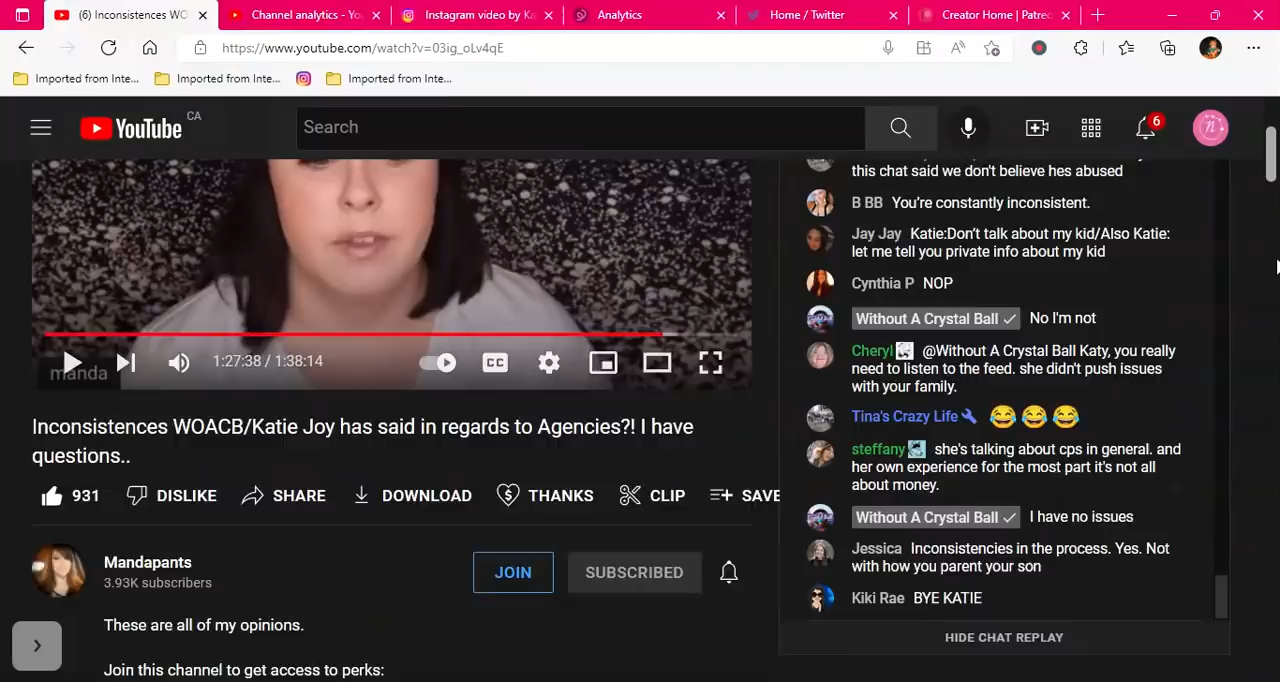 (6) Inconsistences WO
Channel analytics - Yo
Instagram video by Ka
Analytics
Home / Twitter
Creator Home | Patre
https://www.youtube.com/watch?v=03ig_oLv4qE
Imported from Inte...
Imported from Inte...
Imported from Inte...
YouTube CA
Search
6
n
this chat said we don't believe hes abused
B BB You're constantly inconsistent.
Jay Jay Katie:Don't talk about my kid/Also Katie:
let me tell you private info about my kid
Cynthia P NOP
Without A Crystal Ball ✓ No I'm not
Cheryl @Without A Crystal Ball Katy, you really
need to listen to the feed. she didn't push issues
with your family.
Tina's Crazy Life 😂 😂 😂
steffany she's talking about cps in general. and
her own experience for the most part it's not all
about money.
Without A Crystal Ball ✓ I have no issues
Jessica Inconsistencies in the process. Yes. Not
with how you parent your son
Kiki Rae BYE KATIE
HIDE CHAT REPLAY
1:27:38 / 1:38:14
CC
manda
Inconsistences WOACB/Katie Joy has said in regards to Agencies?! I have
questions..
931 DISLIKE SHARE DOWNLOAD THANKS CLIP SAVE
Mandapants
3.93K subscribers
JOIN
SUBSCRIBED
These are all of my opinions.
Join this channel to get access to perks: